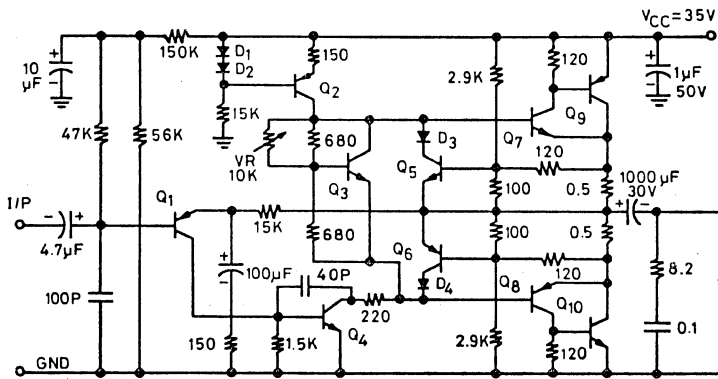 VCC=35V
150K
D1
D2
150
Q2
2.9K
120
Q9
1µF
50V
10
µF
15K
47K
56K
VR
10K
680
Q3
D3
Q5
Q7
120
100
0.5
1000µF
30V
I/P
4.7µF
Q1
15K
680
Q6
100
0.5
8.2
100µF
40P
D4
Q8
120
Q10
100P
220
150
1.5K
Q4
2.9K
120
0.1
GND